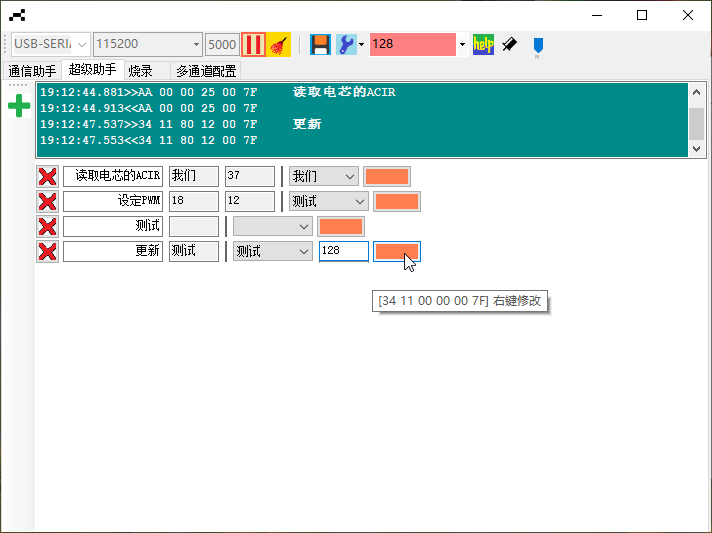 USB-SERIA 115200 5000 128 help
通信助手 超级助手 烧录 多通道配置
19:12:44.881>>AA 00 00 25 00 7F 读取电芯的ACIR
19:12:44.913<<AA 00 00 25 00 7F
19:12:47.537>>34 11 80 12 00 7F 更新
19:12:47.553<<34 11 80 12 00 7F
读取电芯的ACIR 我们 37 我们
设定PWM 18 12 测试
测试
更新 测试 测试 128
[34 11 00 00 00 7F] 右键修改